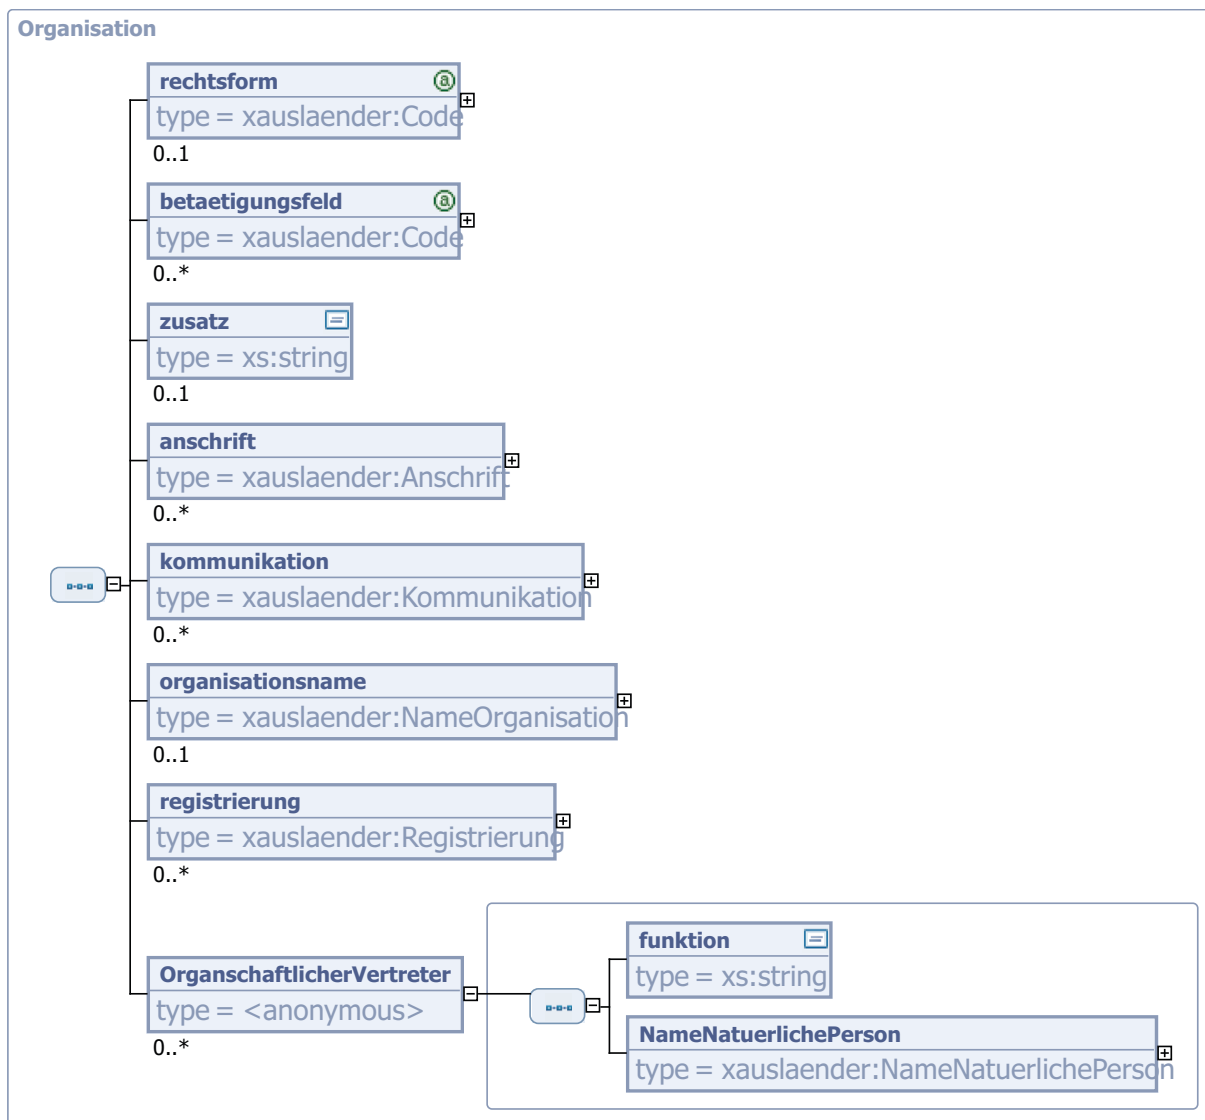 Organisation
rechtsform
type = xauslaender:Code
0..1
betaetigungsfeld
type = xauslaender:Code
0..*
zusatz
type = xs:string
0..1
anschrift
type = xauslaender:Anschrift
0..*
kommunikation
type = xauslaender:Kommunikation
0..*
organisationsname
type = xauslaender:NameOrganisation
0..1
registrierung
type = xauslaender:Registrierung
0..*
OrganschaftlicherVertreter
type = <anonymous>
0..*
funktion
type = xs:string
NameNatuerlichePerson
type = xauslaender:NameNatuerlichePerson